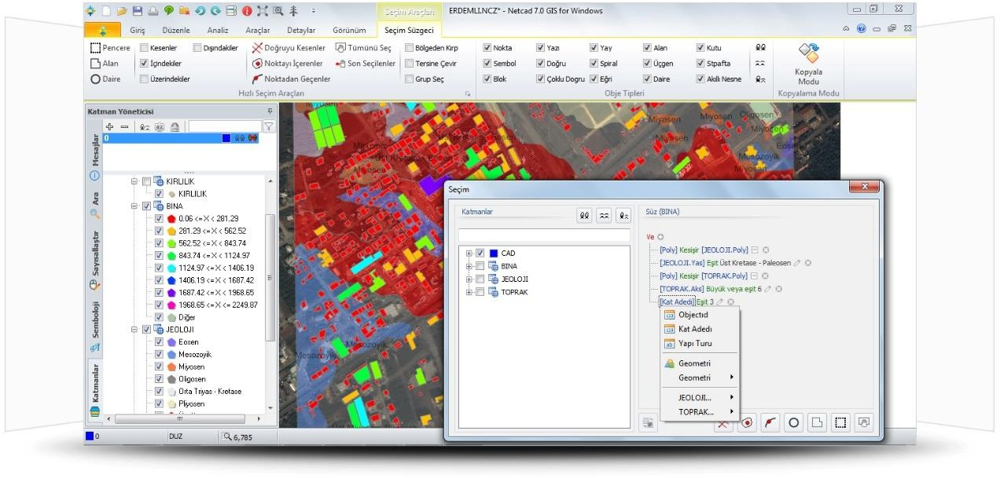 Seçim Araçları
ERDEMLI.NCZ* - Netcad 7.0 GIS for Windows
Giriş Düzenle Analiz Araçlar Detaylar Görünüm Seçim Süzgeci
Pencere Kesenler Dışındakiler Doğruyu Kesenler Tümünü Seç Bölgeden Kırp Nokta Yazı Yay Alan Kutu
Alan İçindekiler Noktayı İçerenler Son Seçilenler Tersine Çevir Sembol Doğru Spiral Üçgen Stpafta
Daire Üzerindekiler Noktadan Geçenler Grup Seç Blok Çoklu Dogru Eğri Daire Akıllı Nesne
Kopyala
Modu
Hızlı Seçim Araçları Obje Tipleri Kopyalama Modu
Katman Yöneticisi
0
Mesajlar
Ara
Sayısallaştır
Semboloji
Katmanlar
KIRLILIK
KIRLILIK
BINA
0.06 <= X < 281.29
281.29 <= X < 562.52
562.52 <= X < 843.74
843.74 <= X < 1124.97
1124.97 <= X < 1406.19
1406.19 <= X < 1687.42
1687.42 <= X < 1968.65
1968.65 <= X <= 2249.87
Diğer
JEOLOJI
Eosen
Mesozoyik
Miyosen
Oligosen
Orta Triyas - Kretase
Pliyosen
Miyosen
Miyosen
Miyosen
Oligosen
Miyosen
Miyosen
Mesozoyik
Miyosen
Miyosen
Mesozoyik
Mesozoyik
Seçim
Katmanlar
CAD
BINA
JEOLOJI
TOPRAK
Süz (BINA)
Ve
[Poly] Kesişir [JEOLOJI.Poly]
[JEOLOJI.Yas] Eşit Üst Kretase - Paleosen
[Poly] Kesişir [TOPRAK.Poly]
[TOPRAK.Aks] Büyük veya eşit 6
[Kat Adedi] Eşit 3
Objectıd
Kat Adedı
Yapı Turu
Geometri
Geometri
JEOLOJI...
TOPRAK...
0 DUZ 6,785